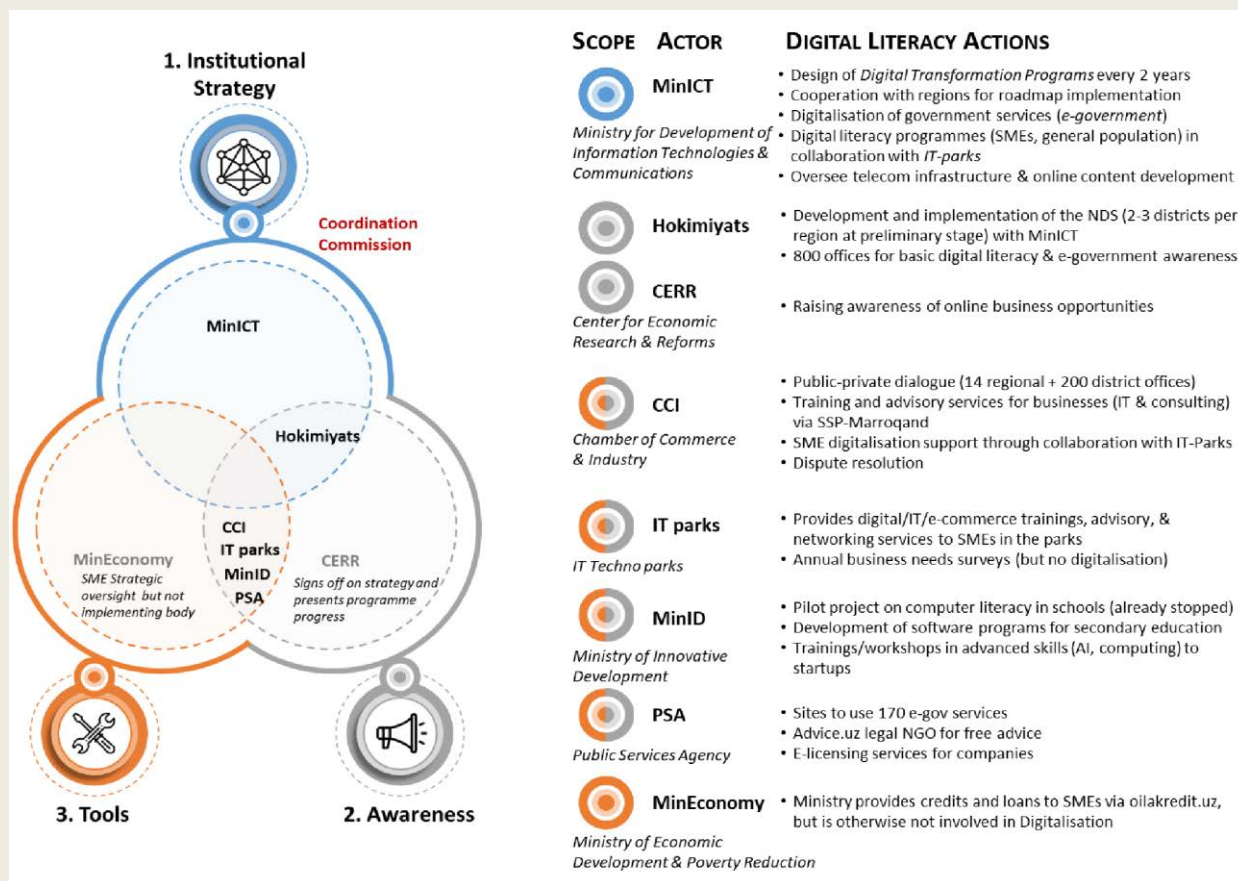 1. Institutional
Strategy
Coordination
Commission
MinICT
Hokimiyats
CCI
IT parks
MinID
PSA
MinEconomy
SME Strategic
oversight but not
implementing body
CERR
Signs off on strategy and
presents programme
progress
3. Tools
2. Awareness
SCOPE ACTOR DIGITAL LITERACY ACTIONS
MinICT
Ministry for Development of
Information Technologies &
Communications
• Design of Digital Transformation Programs every 2 years
• Cooperation with regions for roadmap implementation
• Digitalisation of government services (e-government)
• Digital literacy programmes (SMEs, general population) in
collaboration with IT-parks
• Oversee telecom infrastructure & online content development
Hokimiyats
• Development and implementation of the NDS (2-3 districts per
region at preliminary stage) with MinICT
• 800 offices for basic digital literacy & e-government awareness
CERR
Center for Economic
Research & Reforms
• Raising awareness of online business opportunities
CCI
Chamber of Commerce
& Industry
• Public-private dialogue (14 regional + 200 district offices)
• Training and advisory services for businesses (IT & consulting)
via SSP-Marroqand
• SME digitalisation support through collaboration with IT-Parks
• Dispute resolution
IT parks
IT Techno parks
• Provides digital/IT/e-commerce trainings, advisory, &
networking services to SMEs in the parks
• Annual business needs surveys (but no digitalisation)
MinID
Ministry of Innovative
Development
• Pilot project on computer literacy in schools (already stopped)
• Development of software programs for secondary education
• Trainings/workshops in advanced skills (AI, computing) to
startups
PSA
Public Services Agency
• Sites to use 170 e-gov services
• Advice.uz legal NGO for free advice
• E-licensing services for companies
MinEconomy
Ministry of Economic
Development & Poverty Reduction
• Ministry provides credits and loans to SMEs via oilakredit.uz,
but is otherwise not involved in Digitalisation